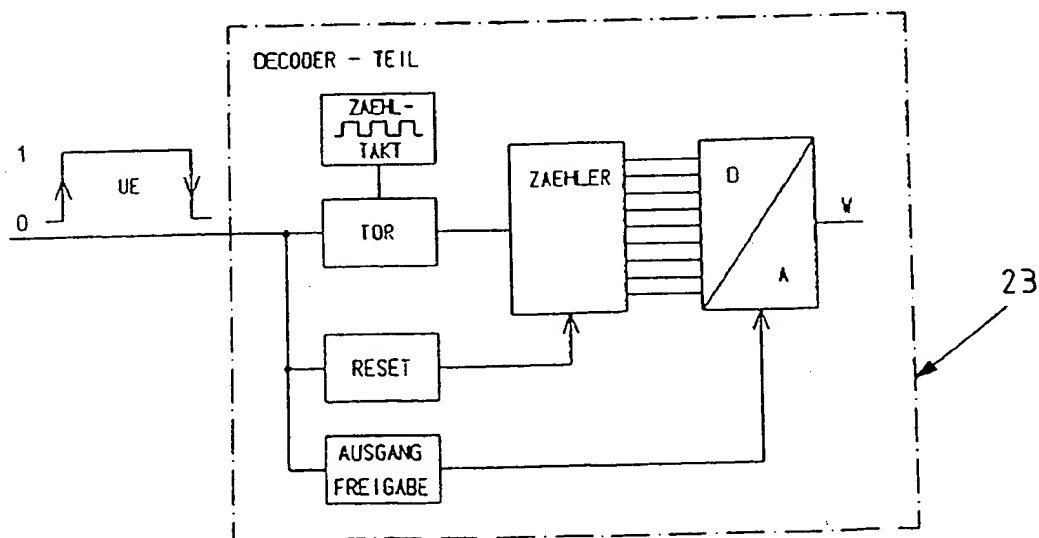 DECODER - TEIL
ZAEHL-
TAKT
1
UE
0
TOR
ZAEHLER
D
A
W
23
RESET
AUSGANG
FREIGABE